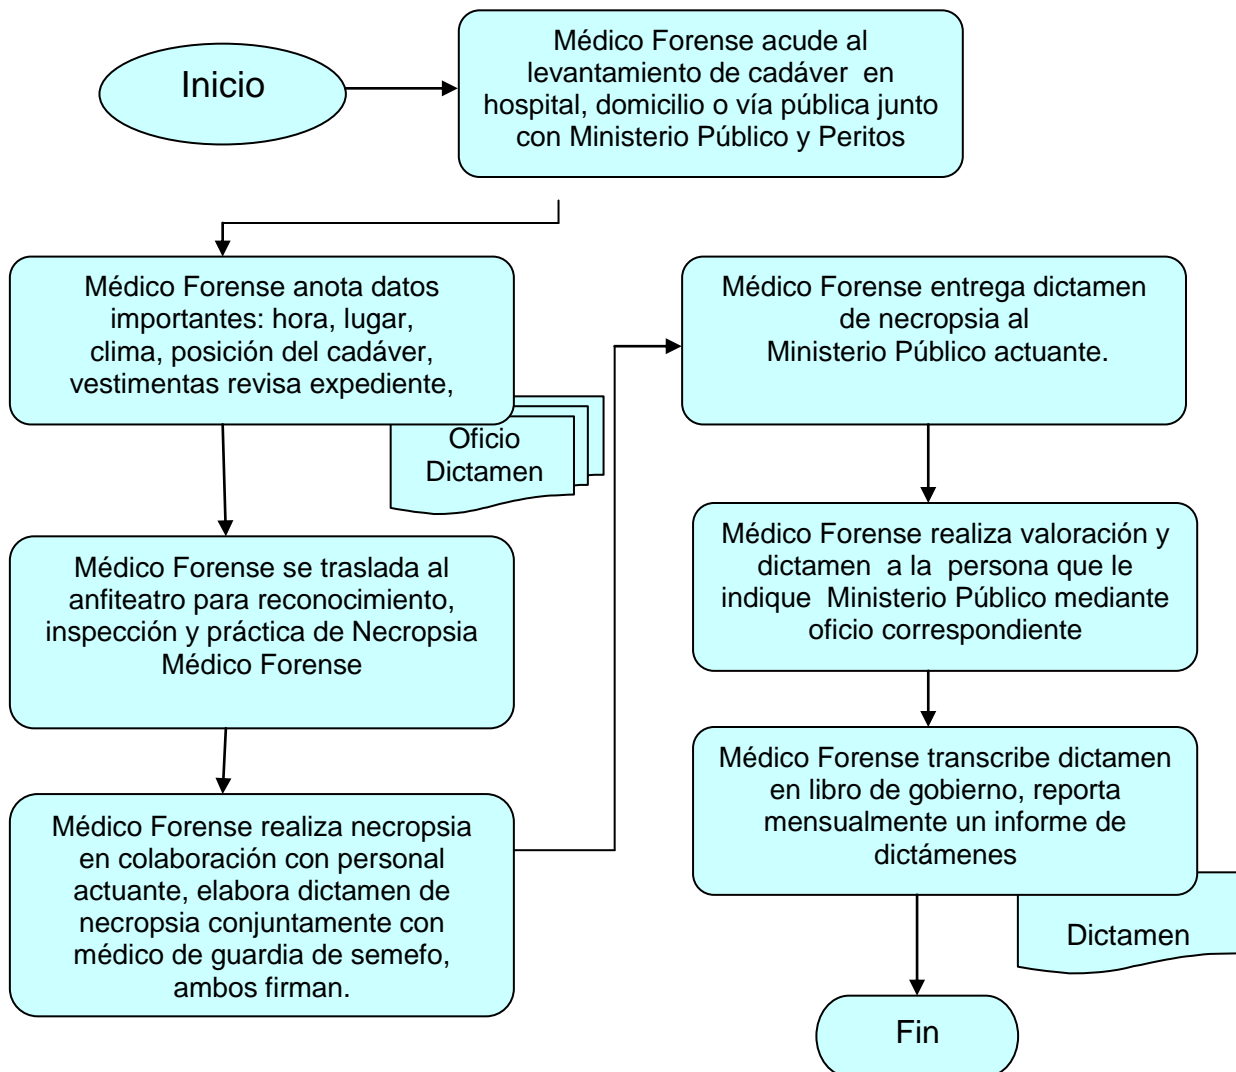 Inicio
Médico Forense acude al
levantamiento de cadáver en
hospital, domicilio o vía pública junto
con Ministerio Público y Peritos
Médico Forense anota datos
importantes: hora, lugar,
clima, posición del cadáver,
vestimentas revisa expediente,
Oficio
Dictamen
Médico Forense se traslada al
anfiteatro para reconocimiento,
inspección y práctica de Necropsia
Médico Forense
Médico Forense realiza necropsia
en colaboración con personal
actuante, elabora dictamen de
necropsia conjuntamente con
médico de guardia de semefo,
ambos firman.
Médico Forense entrega dictamen
de necropsia al
Ministerio Público actuante.
Médico Forense realiza valoración y
dictamen a la persona que le
indique Ministerio Público mediante
oficio correspondiente
Médico Forense transcribe dictamen
en libro de gobierno, reporta
mensualmente un informe de
dictámenes
Dictamen
Fin